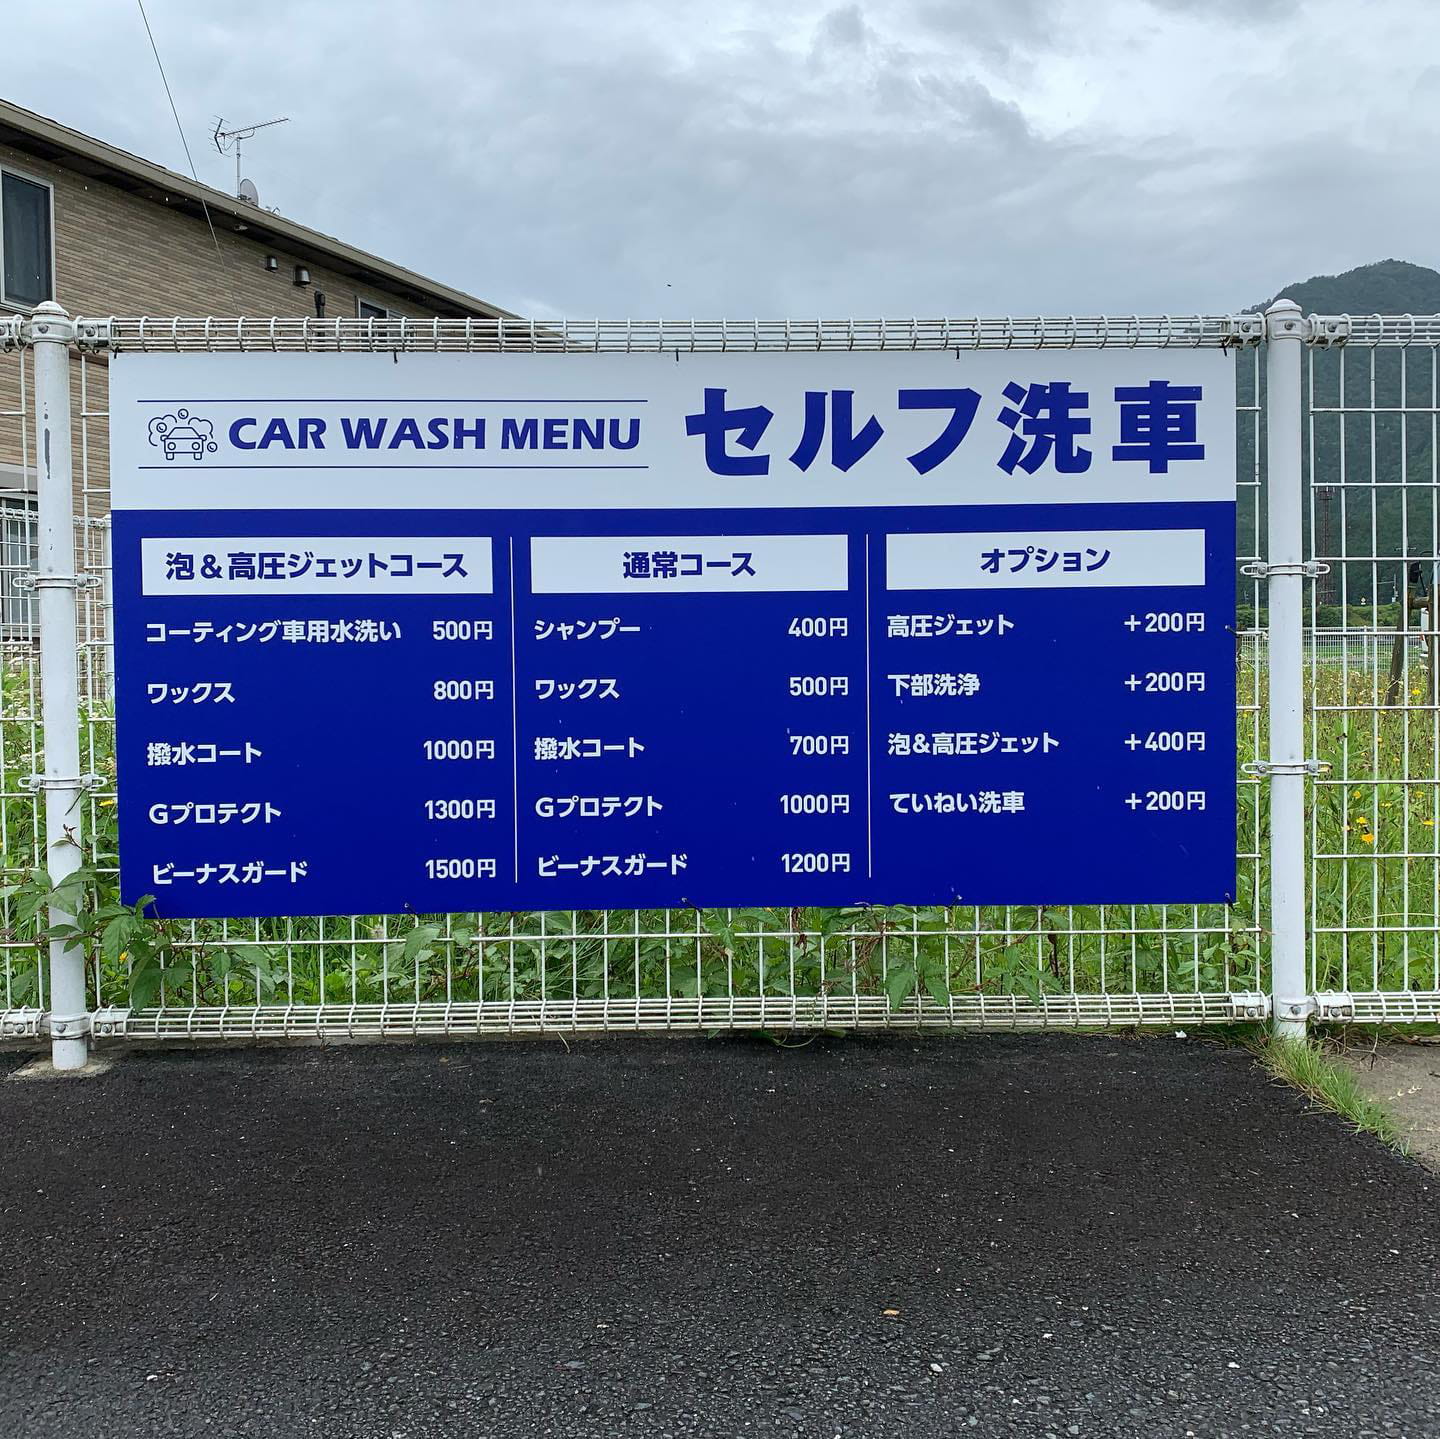 CAR WASH MENU
セルフ洗車
泡＆高圧ジェットコース
コーティング車用水洗い 500円
ワックス 800円
撥水コート 1000円
Gプロテクト 1300円
ビーナスガード 1500円
通常コース
シャンプー 400円
ワックス 500円
撥水コート 700円
Gプロテクト 1000円
ビーナスガード 1200円
オプション
高圧ジェット ＋200円
下部洗浄 ＋200円
泡&高圧ジェット ＋400円
ていねい洗車 ＋200円